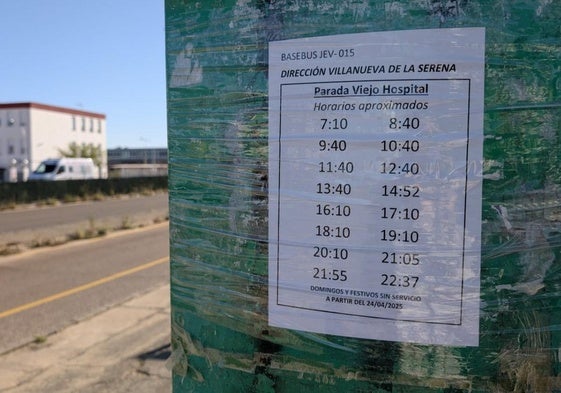 BASEBUS JEV- 015
DIRECCIÓN VILLANUEVA DE LA SERENA
Parada Viejo Hospital
Horarios aproximados
7:10 8:40
9:40 10:40
11:40 12:40
13:40 14:52
16:10 17:10
18:10 19:10
20:10 21:05
21:55 22:37
DOMINGOS Y FESTIVOS SIN SERVICIO
A PARTIR DEL 24/04/2025